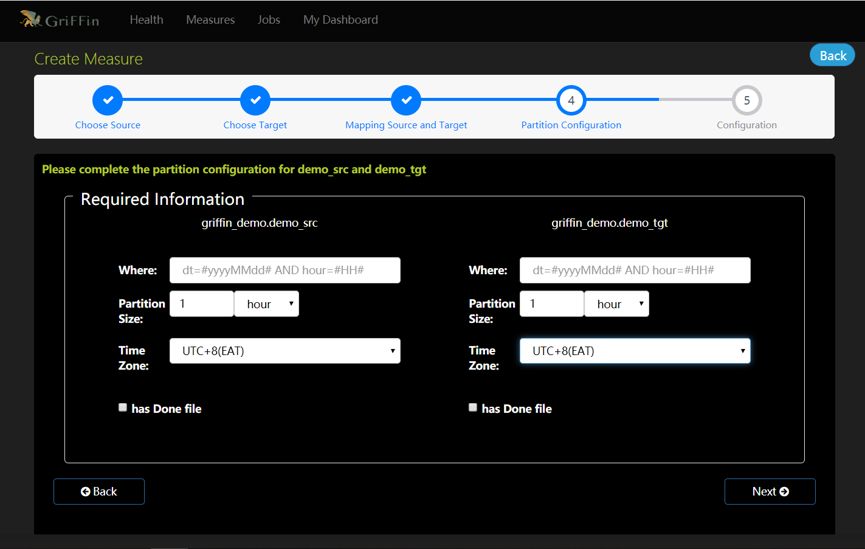 GriFFin Health Measures Jobs My Dashboard
Create Measure
Back
4 5
Choose Source Choose Target Mapping Source and Target Partition Configuration Configuration
Please complete the partition configuration for demo_src and demo_tgt
Required Information
griffin_demo.demo_src griffin_demo.demo_tgt
Where: dt=#yyyyMMdd# AND hour=#HH# Where: dt=#yyyyMMdd# AND hour=#HH#
Partition Size: 1 hour Partition Size: 1 hour
Time Zone: UTC+8(EAT) Time Zone: UTC+8(EAT)
has Done file has Done file
Back Next